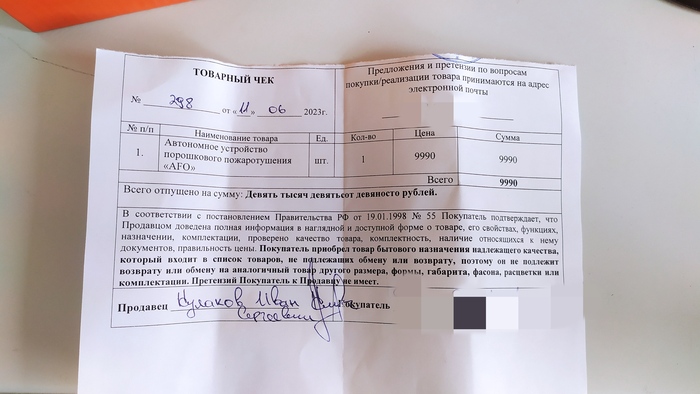 ТОВАРНЫЙ ЧЕК
№ 298 от «11» 06 2023г.
Предложения и претензии по вопросам
покупки/реализации товара принимаются на адрес
электронной почты
№ п/п Наименование товара Ед. Кол-во Цена Сумма
1. Автономное устройство
порошкового пожаротушения
«AFO» шт. 1 9990 9990
Всего 9990
Всего отпущено на сумму: Девять тысяч девятьсот девяносто рублей.
В соответствии с постановлением Правительства РФ от 19.01.1998 № 55 Покупатель подтверждает, что
Продавцом доведена полная информация в наглядной и доступной форме о товаре, его свойствах, функциях,
назначении, комплектации, проверено качество товара, комплектность, наличие относящихся к нему
документов, правильность цены. Покупатель приобрел товар бытового назначения надлежащего качества,
который входит в список товаров, не подлежащих обмену или возврату, поэтому он не подлежит
возврату или обмену на аналогичный товар другого размера, формы, габарита, фасона, расцветки или
комплектации. Претензий Покупатель к Продавцу не имеет.
Продавец Кулаков Иван Покупатель
Сергеевич